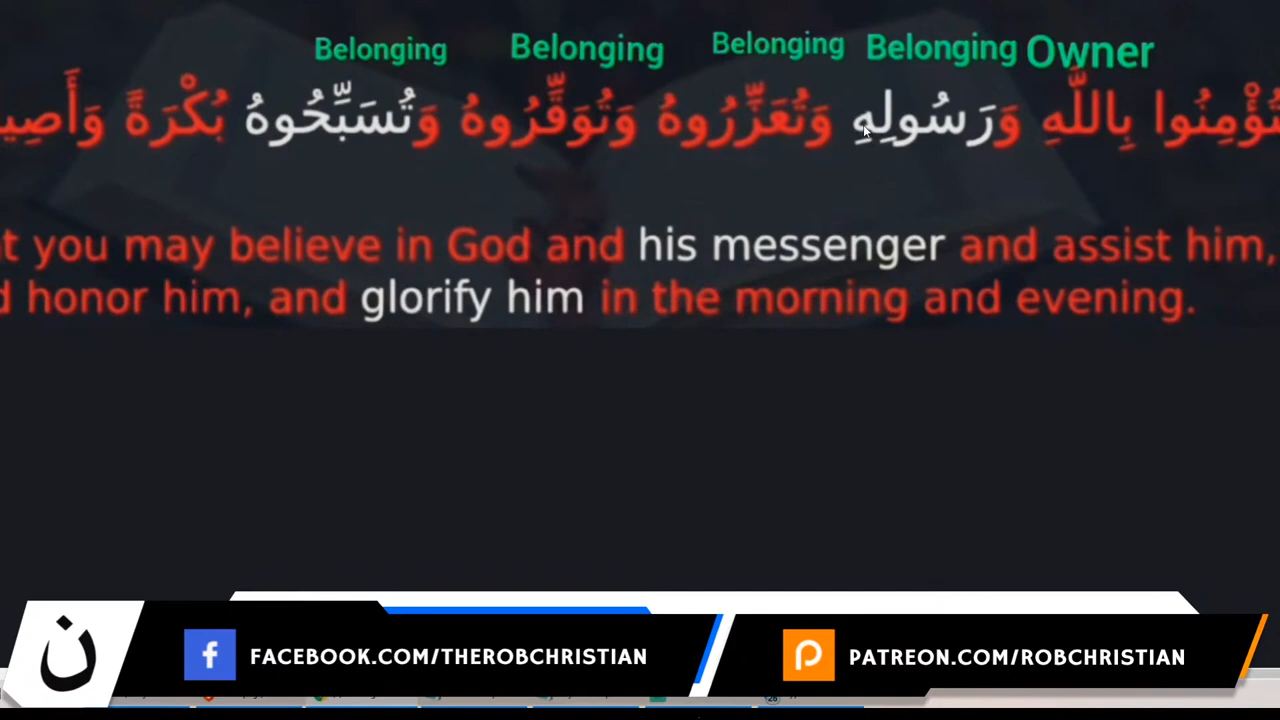 Belonging Belonging Belonging Belonging Owner
تُؤْمِنُوا بِاللَّهِ وَرَسُولِهِ وَتُعَزِّرُوهُ وَتُوَقِّرُوهُ وَتُسَبِّحُوهُ بُكْرَةً
you may believe in God and his messenger and assist him,
honor him, and glorify him in the morning and evening.
ن FACEBOOK.COM/THEROBCHRISTIAN PATREON.COM/ROBCHRISTIAN